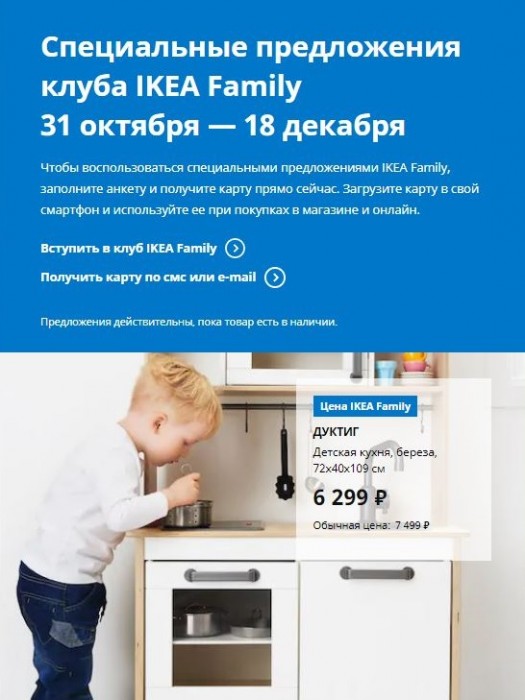 Специальные предложения
клуба IKEA Family
31 октября — 18 декабря
Чтобы воспользоваться специальными предложениями IKEA Family,
заполните анкету и получите карту прямо сейчас. Загрузите карту в свой
смартфон и используйте ее при покупках в магазине и онлайн.
Вступить в клуб IKEA Family
Получить карту по смс или e-mail
Предложения действительны, пока товар есть в наличии.
Цена IKEA Family
ДУКТИГ
Детская кухня, береза,
72x40x109 см
6 299 ₽
Обычная цена: 7 499 ₽